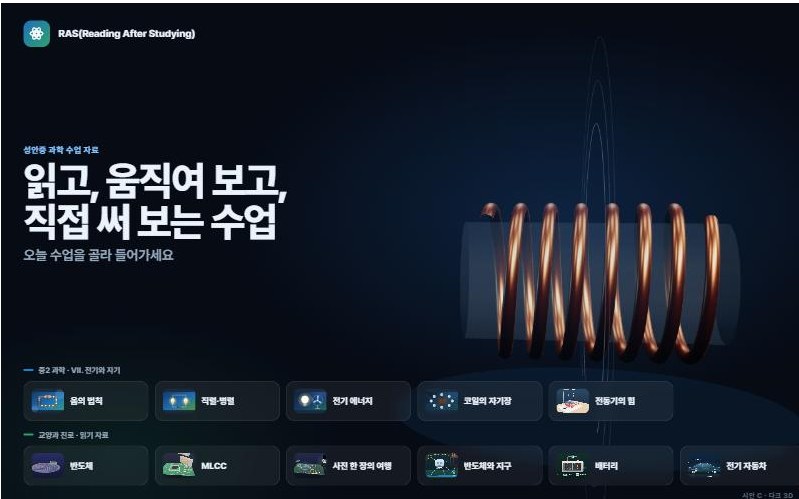 RAS(Reading After Studying)
성안중 과학 수업 자료
읽고, 움직여 보고,
직접 써 보는 수업
오늘 수업을 골라 들어가세요
중2 과학 · VII. 전기와 자기
옴의 법칙
직렬·병렬
전기 에너지
코일의 자기장
전동기의 힘
교양과 진로 · 읽기 자료
반도체
MLCC
사진 한 장의 여행
반도체와 지구
배터리
전기 자동차
시안 C · 다크 3D